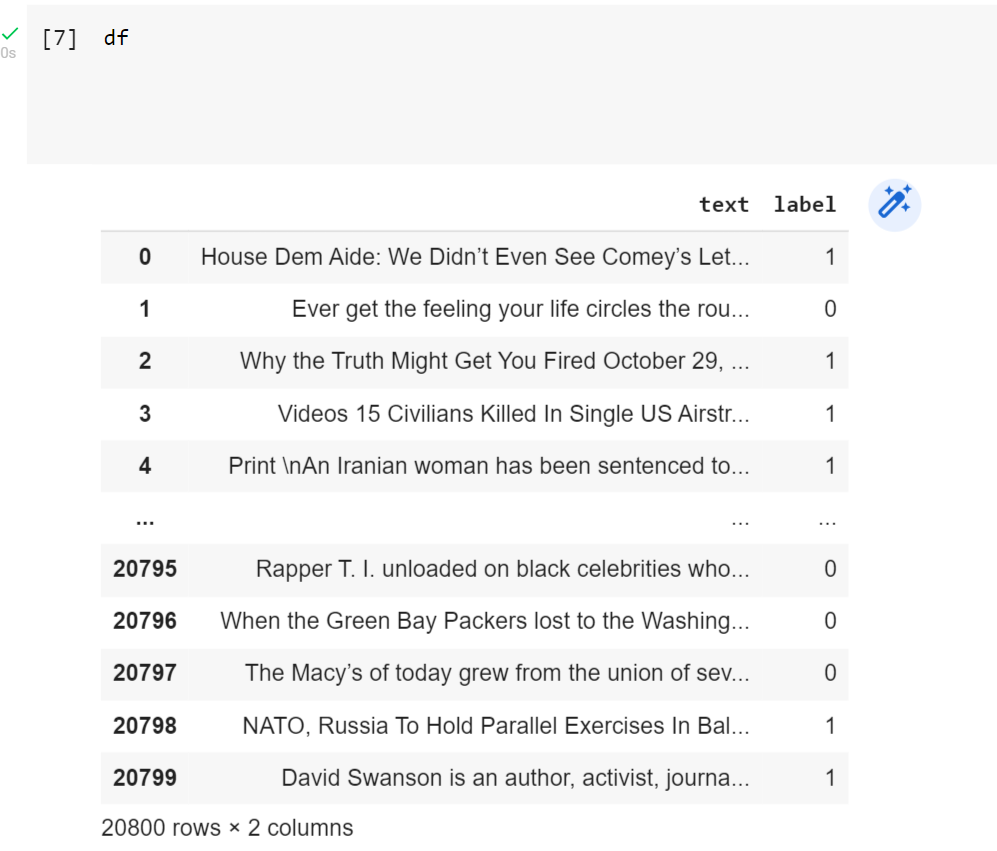 [7] df
0s
text label
0 House Dem Aide: We Didn’t Even See Comey’s Let... 1
1 Ever get the feeling your life circles the rou... 0
2 Why the Truth Might Get You Fired October 29, ... 1
3 Videos 15 Civilians Killed In Single US Airstr... 1
4 Print \nAn Iranian woman has been sentenced to... 1
... ... ...
20795 Rapper T. I. unloaded on black celebrities who... 0
20796 When the Green Bay Packers lost to the Washing... 0
20797 The Macy’s of today grew from the union of sev... 0
20798 NATO, Russia To Hold Parallel Exercises In Bal... 1
20799 David Swanson is an author, activist, journa... 1
20800 rows × 2 columns